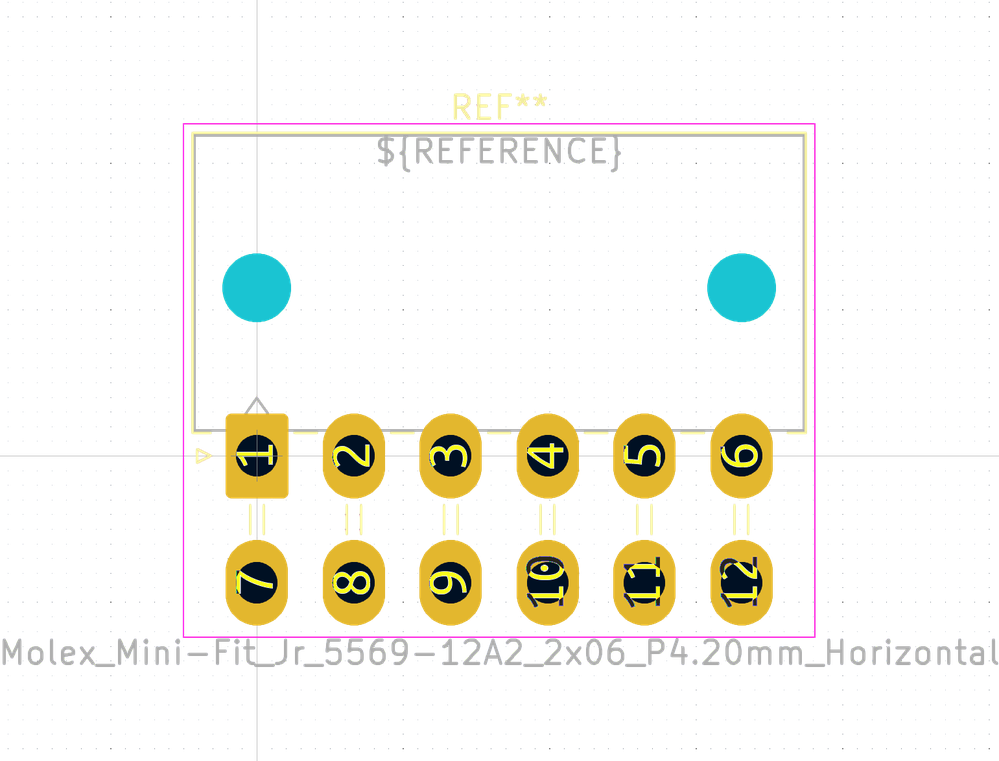 REF**
${REFERENCE}
1 2 3 4 5 6
7 8 9 10 11 12
Molex_Mini-Fit_Jr_5569-12A2_2x06_P4.20mm_Horizontal